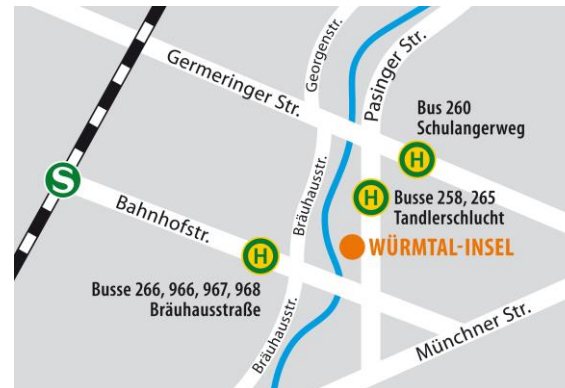 Georgenstr.
Pasinger Str.
Germeringer Str.
Bus 260
Schulangerweg
H
S
H
Busse 258, 265
Tandlerschlucht
Bahnhofstr.
Bräuhausstr.
H
WÜRMTAL-INSEL
Busse 266, 966, 967, 968
Bräuhausstraße
Bräuhausstr.
Münchner Str.